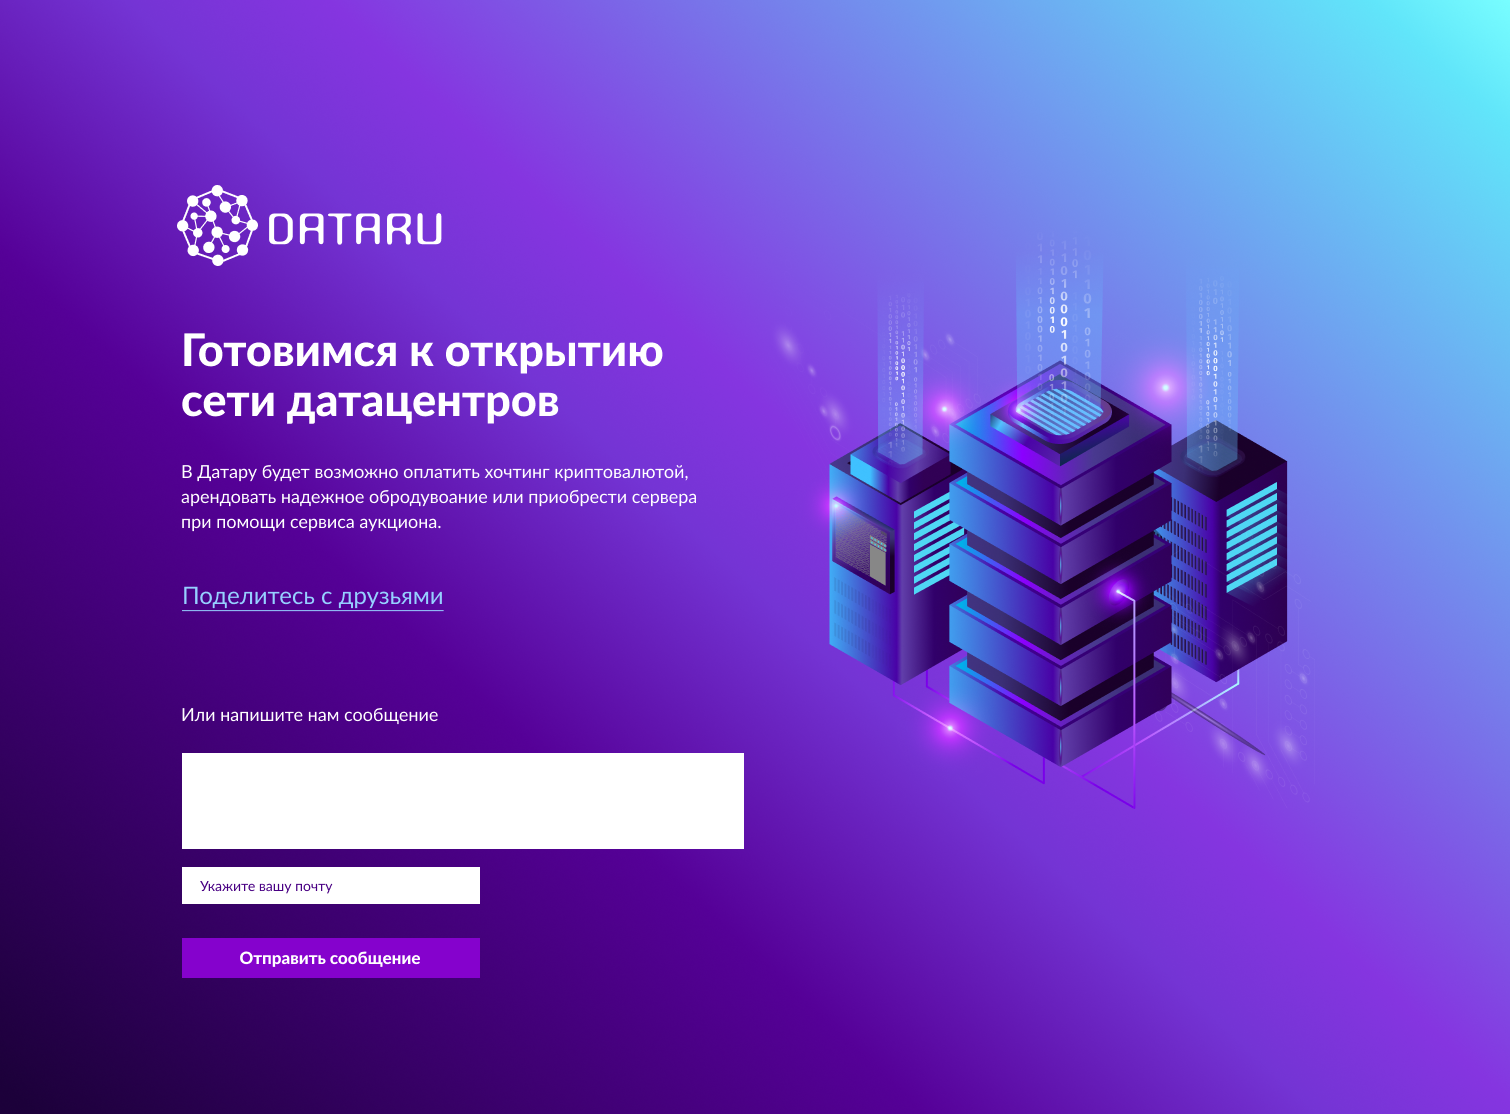 DATARU
Готовимся к открытию
сети датацентров
В Датару будет возможно оплатить хочтинг криптовалютой,
арендовать надежное обродувоание или приобрести сервера
при помощи сервиса аукциона.
Поделитесь с друзьями
Или напишите нам сообщение
Укажите вашу почту
Отправить сообщение